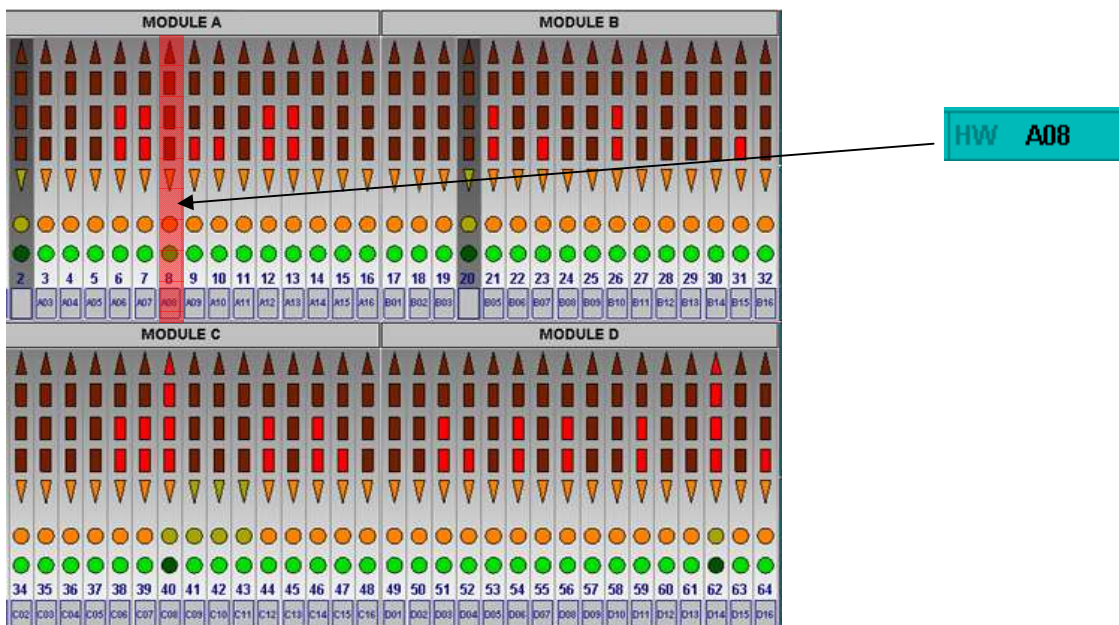 MODULE A MODULE B
HW A08
2 3 4 5 6 7 8 9 10 11 12 13 14 15 16 17 18 19 20 21 22 23 24 25 26 27 28 29 30 31 32
A03 A04 A05 A06 A07 A08 A09 A10 A11 A12 A13 A14 A15 A16 B01 B02 B03 B05 B06 B07 B08 B09 B10 B11 B12 B13 B14 B15 B16
MODULE C MODULE D
34 35 36 37 38 39 40 41 42 43 44 45 46 47 48 49 50 51 52 53 54 55 56 57 58 59 60 61 62 63 64
C02 C03 C04 C05 C06 C07 C08 C09 C10 C11 C12 C13 C14 C15 C16 D01 D02 D03 D04 D05 D06 D07 D08 D09 D10 D11 D12 D13 D14 D15 D16